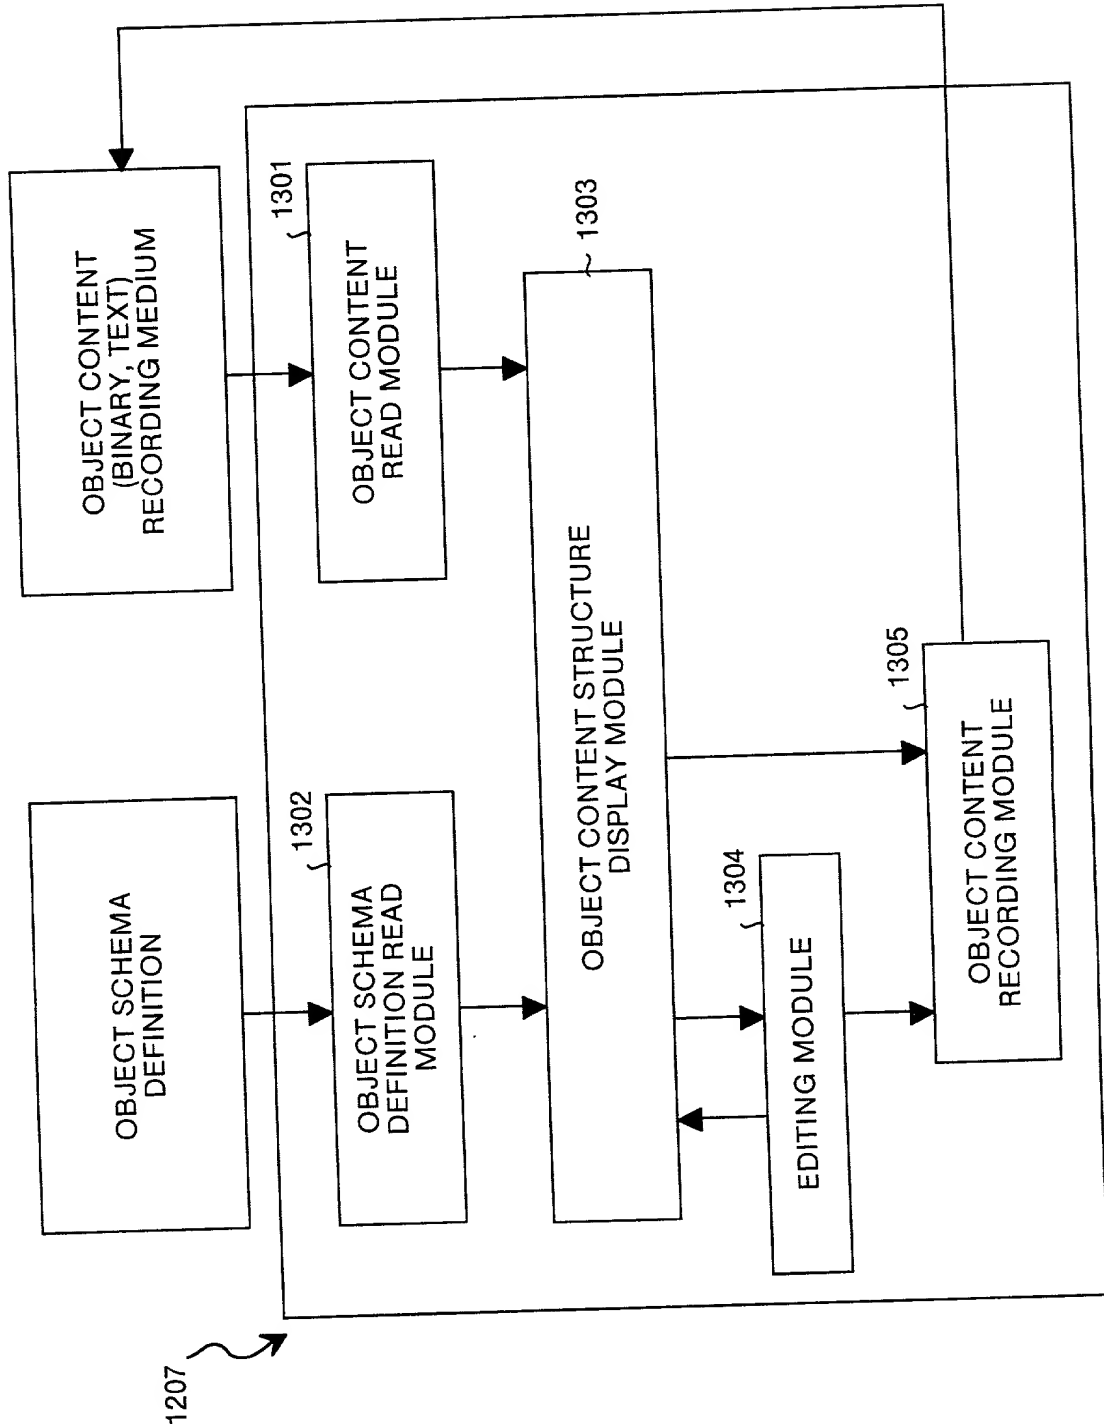 1207
OBJECT SCHEMA
DEFINITION
OBJECT CONTENT
(BINARY, TEXT)
RECORDING MEDIUM
1302
OBJECT SCHEMA
DEFINITION READ
MODULE
1301
OBJECT CONTENT
READ MODULE
1303
OBJECT CONTENT STRUCTURE
DISPLAY MODULE
1304
EDITING MODULE
1305
OBJECT CONTENT
RECORDING MODULE